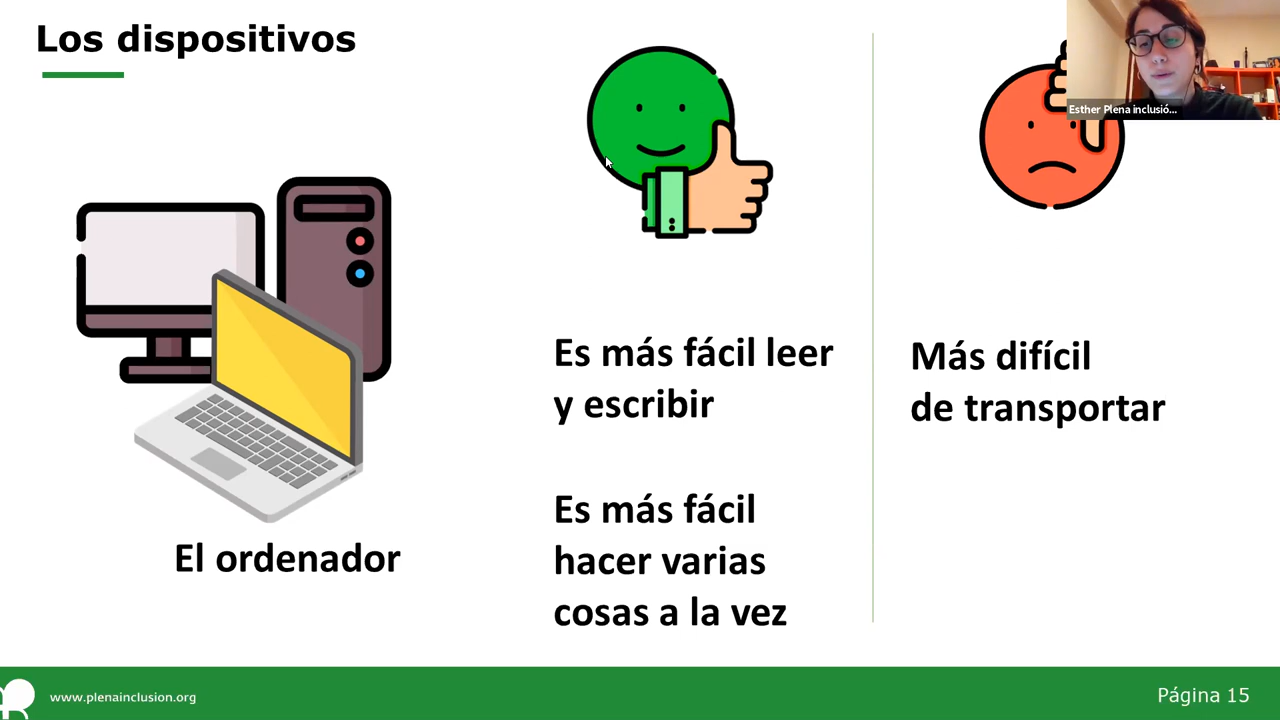 Los dispositivos
Esther Plena inclusió...
Es más fácil leer
y escribir
Más difícil
de transportar
Es más fácil
hacer varias
cosas a la vez
El ordenador
www.plenainclusion.org
Página 15